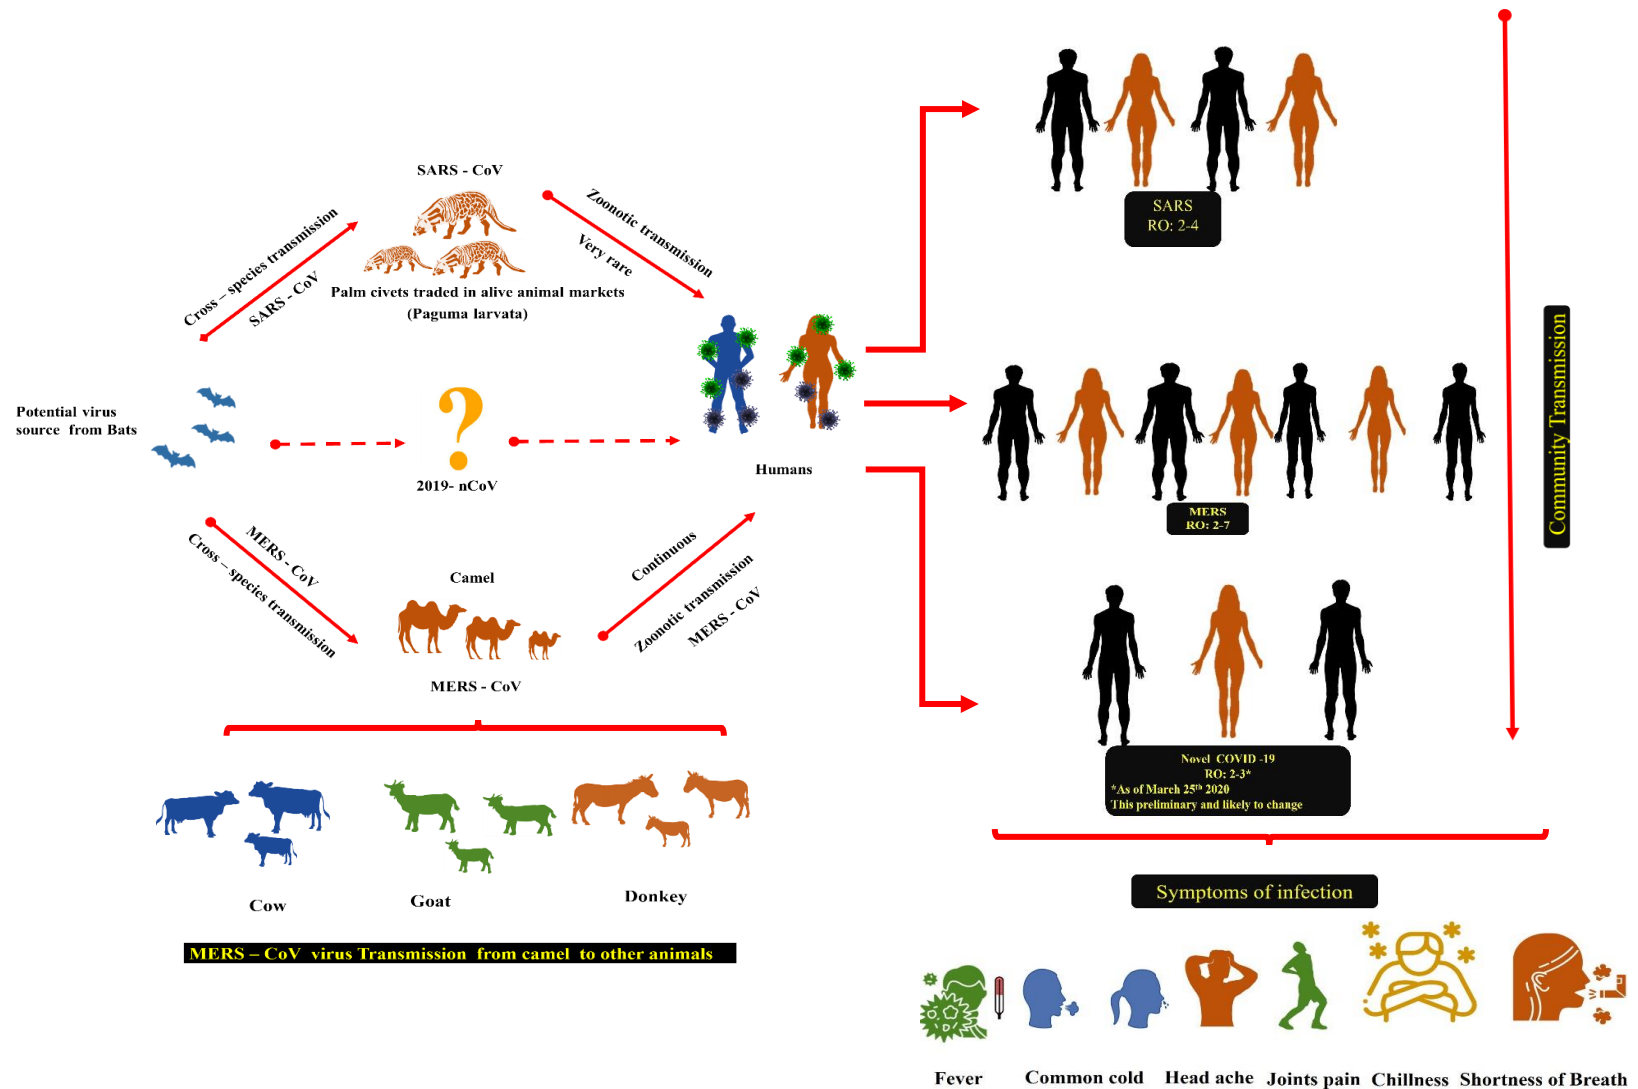 SARS - CoV
Cross – species transmission
SARS - CoV
Zoonotic transmission
Very rare
Palm civets traded in alive animal markets
(Paguma larvata)
Potential virus
source  from Bats
?
2019- nCoV
Humans
MERS - CoV
Cross – species transmission
Camel
MERS - CoV
Continuous
Zoonotic transmission
MERS - CoV
Cow
Goat
Donkey
MERS – CoV  virus Transmission  from camel  to other animals
SARS
RO: 2-4
MERS
RO: 2-7
Novel  COVID -19
RO: 2-3*
*As of March 25th 2020
This preliminary and likely to change
Community Transmission
Symptoms of infection
Fever
Common cold
Head ache
Joints pain
Chillness
Shortness of Breath